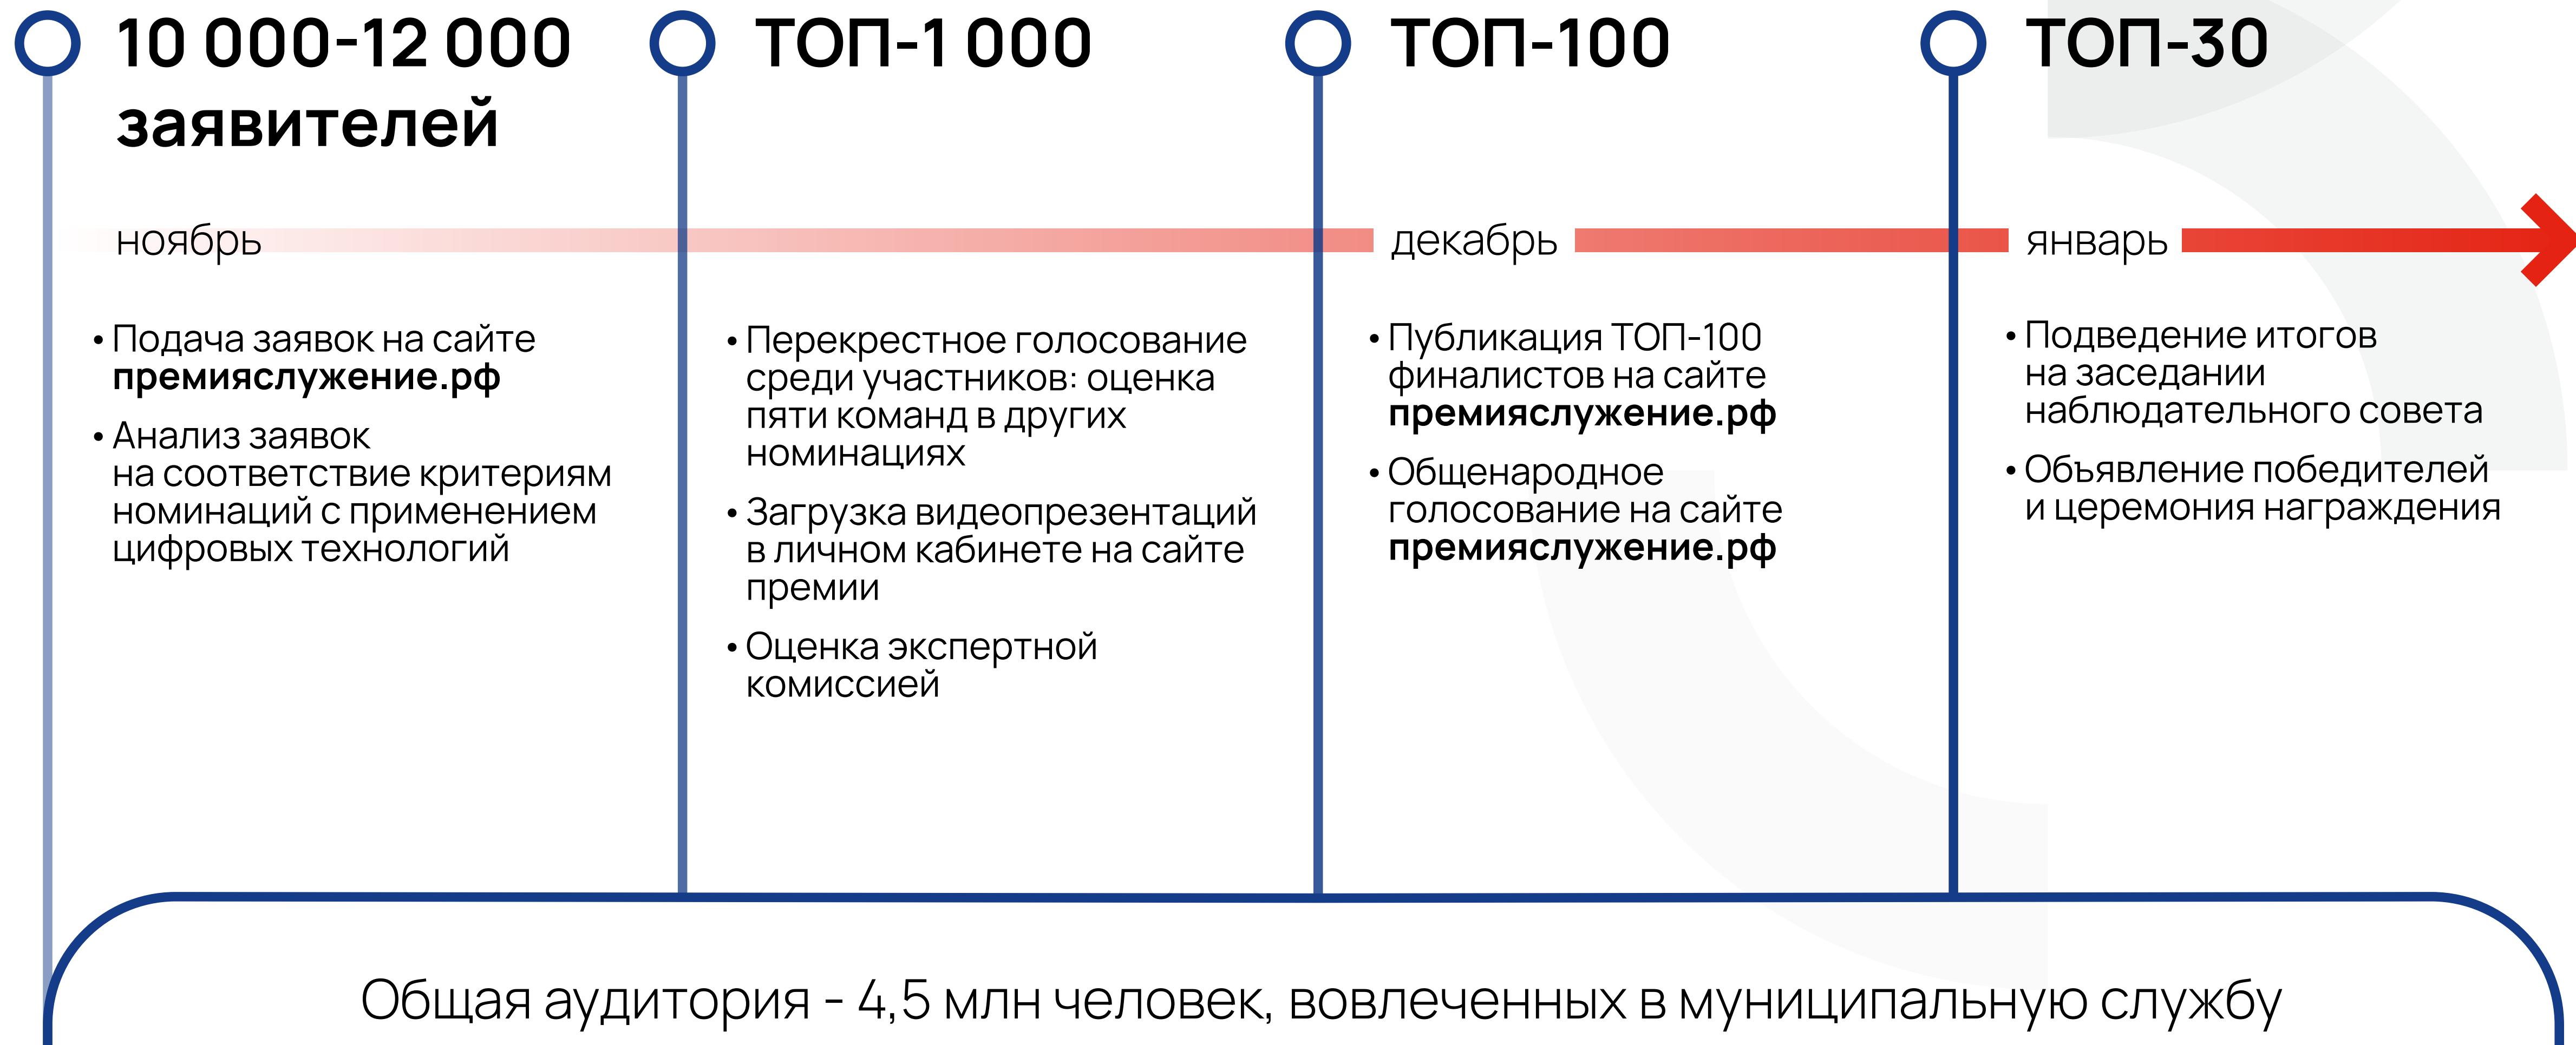 10 000-12 000
заявителей
ТОП-1 000
ТОП-100
ТОП-30
ноябрь
декабрь
январь
• Подача заявок на сайте
премияслужение.рф
• Анализ заявок
на соответствие критериям
номинаций с применением
цифровых технологий
• Перекрестное голосование
среди участников: оценка
пяти команд в других
номинациях
• Загрузка видеопрезентаций
в личном кабинете на сайте
премии
• Оценка экспертной
комиссией
• Публикация ТОП-100
финалистов на сайте
премияслужение.рф
• Общенародное
голосование на сайте
премияслужение.рф
• Подведение итогов
на заседании
наблюдательного совета
• Объявление победителей
и церемония награждения
Общая аудитория - 4,5 млн человек, вовлеченных в муниципальную службу